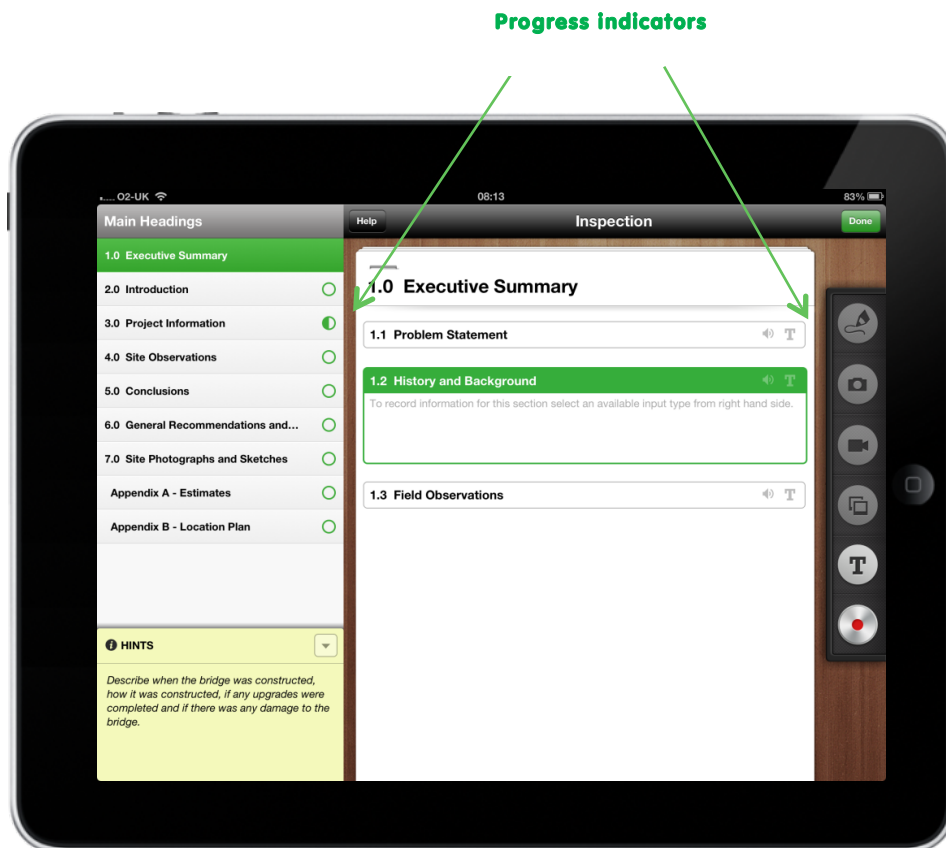 Progress indicators
O2-UK
08:13
83%
Main Headings
Help
Inspection
Done
1.0 Executive Summary
2.0 Introduction
3.0 Project Information
4.0 Site Observations
5.0 Conclusions
6.0 General Recommendations and...
7.0 Site Photographs and Sketches
Appendix A - Estimates
Appendix B - Location Plan
HINTS
Describe when the bridge was constructed,
how it was constructed, if any upgrades were
completed and if there was any damage to the
bridge.
1.0 Executive Summary
1.1 Problem Statement
T
1.2 History and Background
T
To record information for this section select an available input type from right hand side.
1.3 Field Observations
T
T